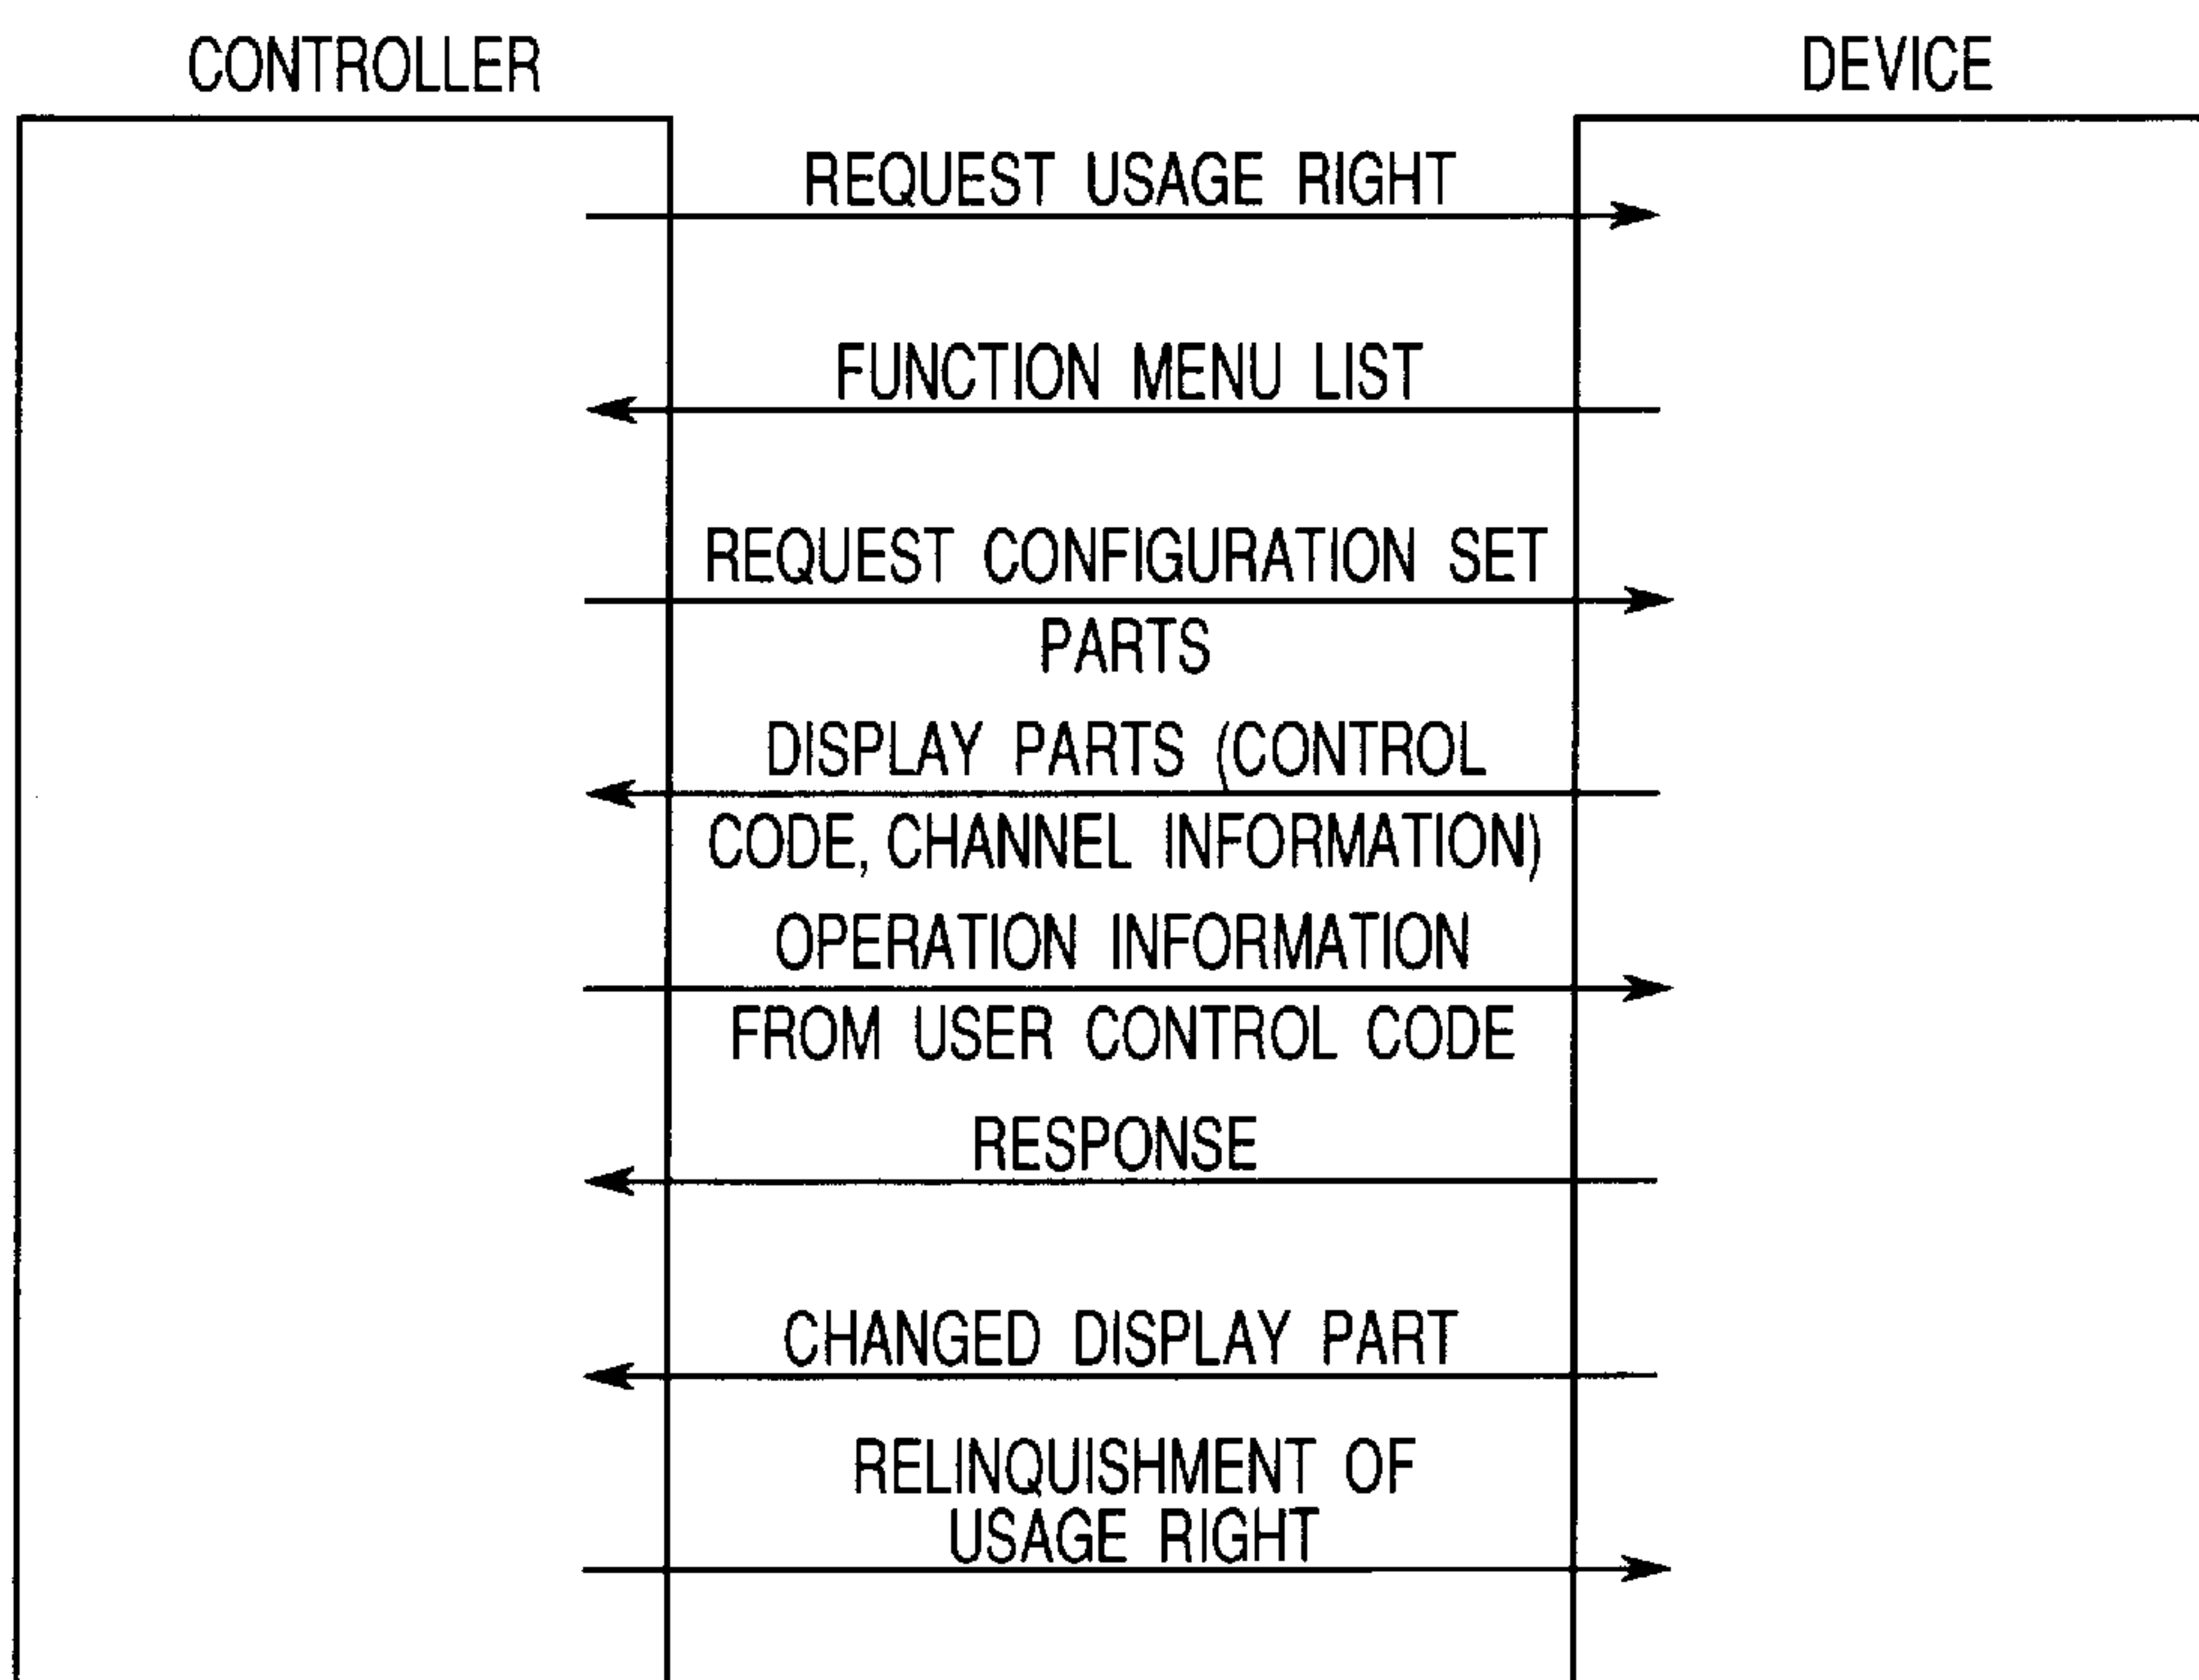 CONTROLLER
DEVICE
REQUEST USAGE RIGHT
FUNCTION MENU LIST
REQUEST CONFIGURATION SET
PARTS
DISPLAY PARTS (CONTROL
CODE, CHANNEL INFORMATION)
OPERATION INFORMATION
FROM USER CONTROL CODE
RESPONSE
CHANGED DISPLAY PART
RELINQUISHMENT OF
USAGE RIGHT